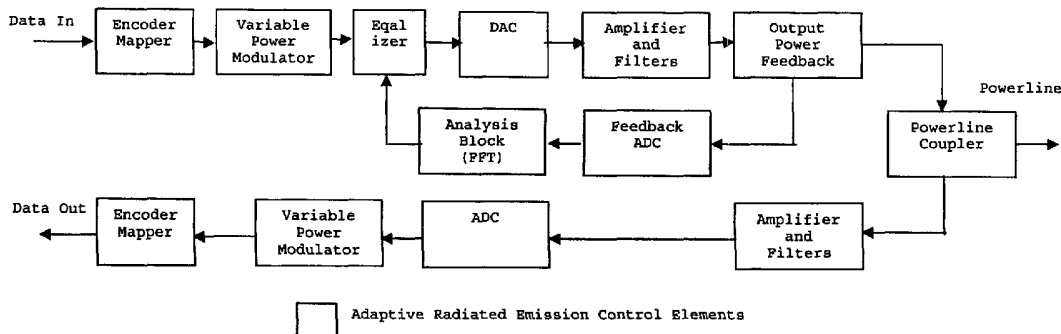 Data In
Encoder
Mapper
Variable
Power
Modulator
Eqal
izer
DAC
Amplifier
and
Filters
Output
Power
Feedback
Powerline
Analysis
Block
(FFT)
Feedback
ADC
Powerline
Coupler
Data Out
Encoder
Mapper
Variable
Power
Modulator
ADC
Amplifier
and
Filters
Adaptive Radiated Emission Control Elements